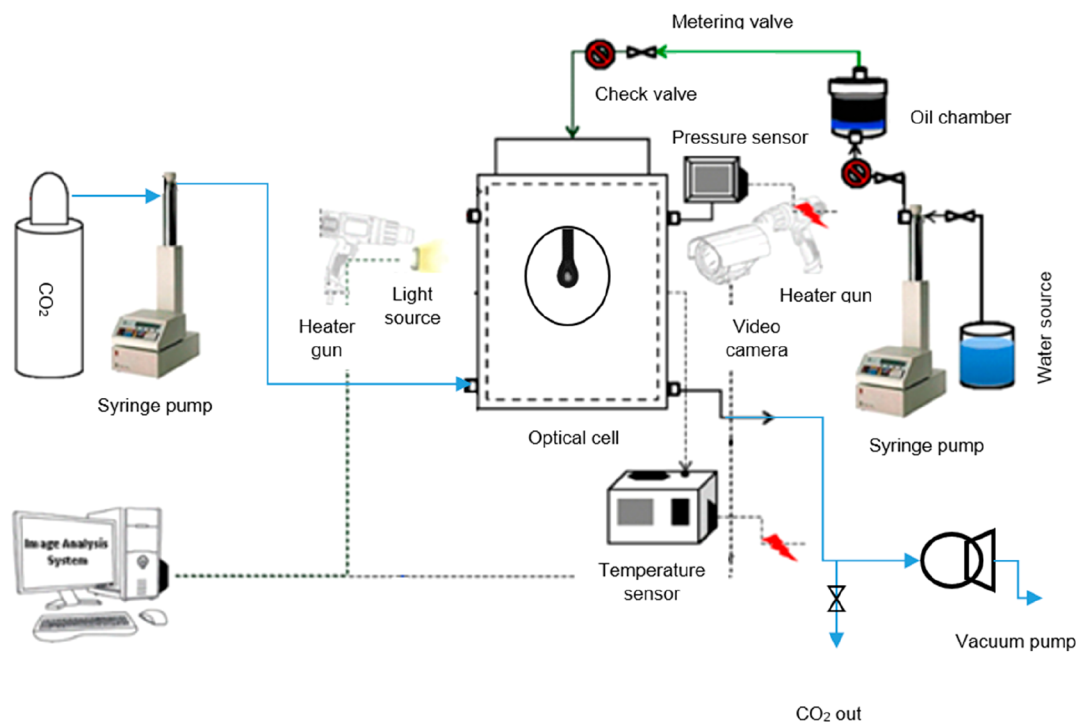 Metering valve
Check valve
Oil chamber
Pressure sensor
CO₂
Light
source
Heater
gun
Heater gun
Video
camera
Water source
Syringe pump
Optical cell
Syringe pump
Image Analysis
System
Temperature
sensor
Vacuum pump
CO₂ out